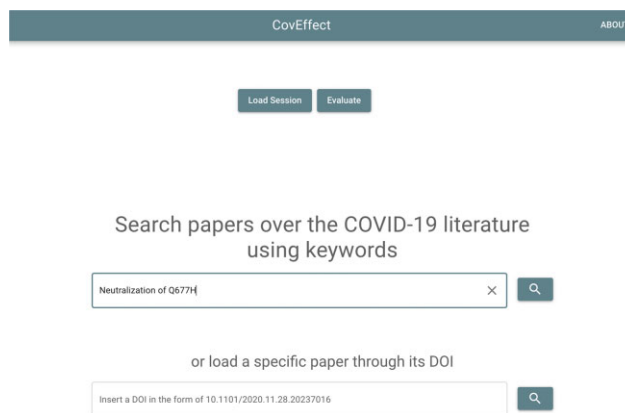 CovEffect
ABOU
Load Session Evaluate
Search papers over the COVID-19 literature
using keywords
Neutralization of Q677H
or load a specific paper through its DOI
Insert a DOI in the form of 10.1101/2020.11.28.20237016